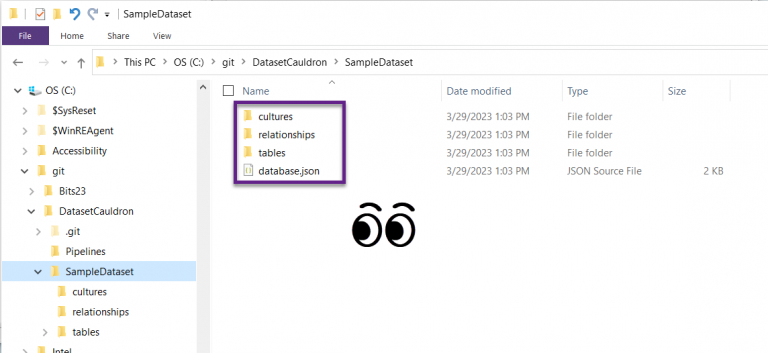 SampleDataset
File Home Share View
This PC > OS (C:) > git > DatasetCauldron > SampleDataset
OS (C:)
$SysReset
$WinREAgent
Accessibility
git
Bits23
DatasetCauldron
.git
Pipelines
SampleDataset
cultures
relationships
tables
Intel
Name Date modified Type Size
cultures 3/29/2023 1:03 PM File folder
relationships 3/29/2023 1:03 PM File folder
tables 3/29/2023 1:03 PM File folder
database.json 3/29/2023 1:03 PM JSON Source File 2 KB